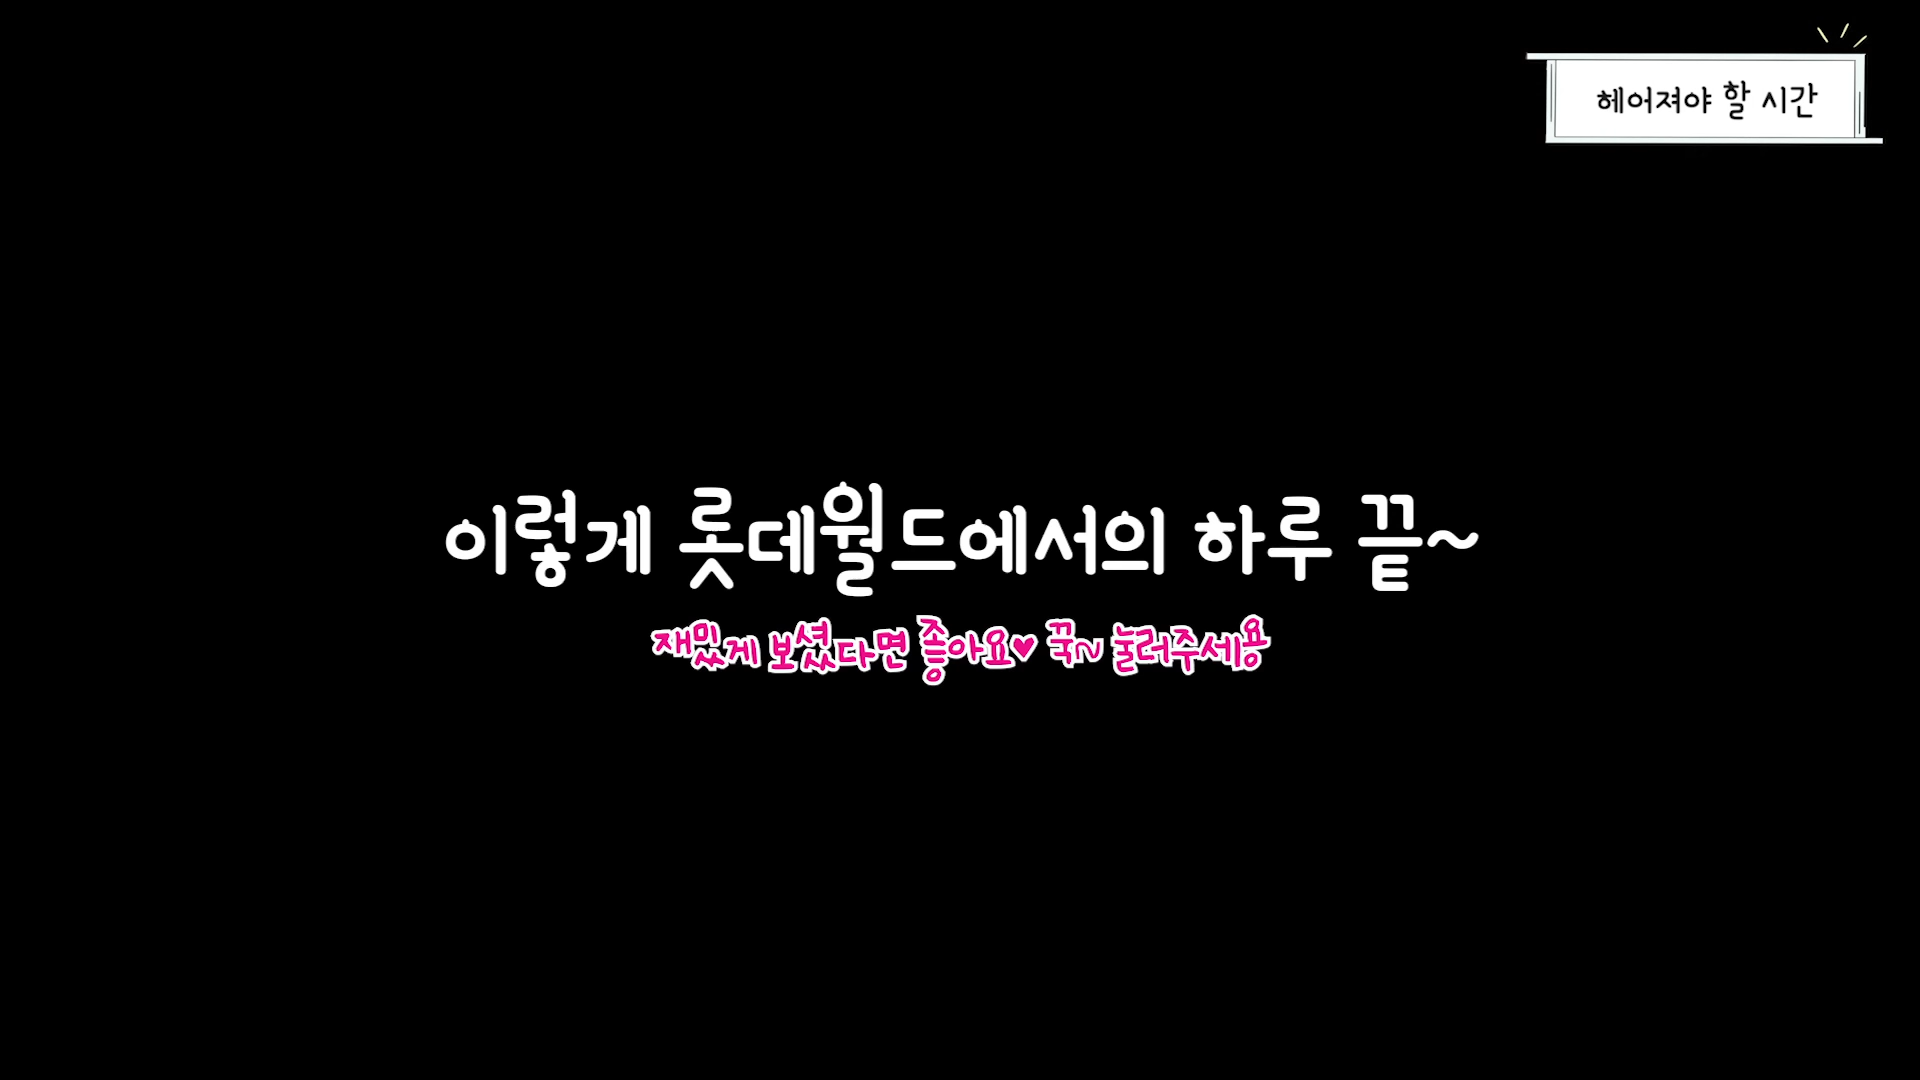 헤어져야 할 시간
이렇게 롯데월드에서의 하루 끝~
재밌게 보셨다면 좋아요♥ 꾹~ 눌러주세용